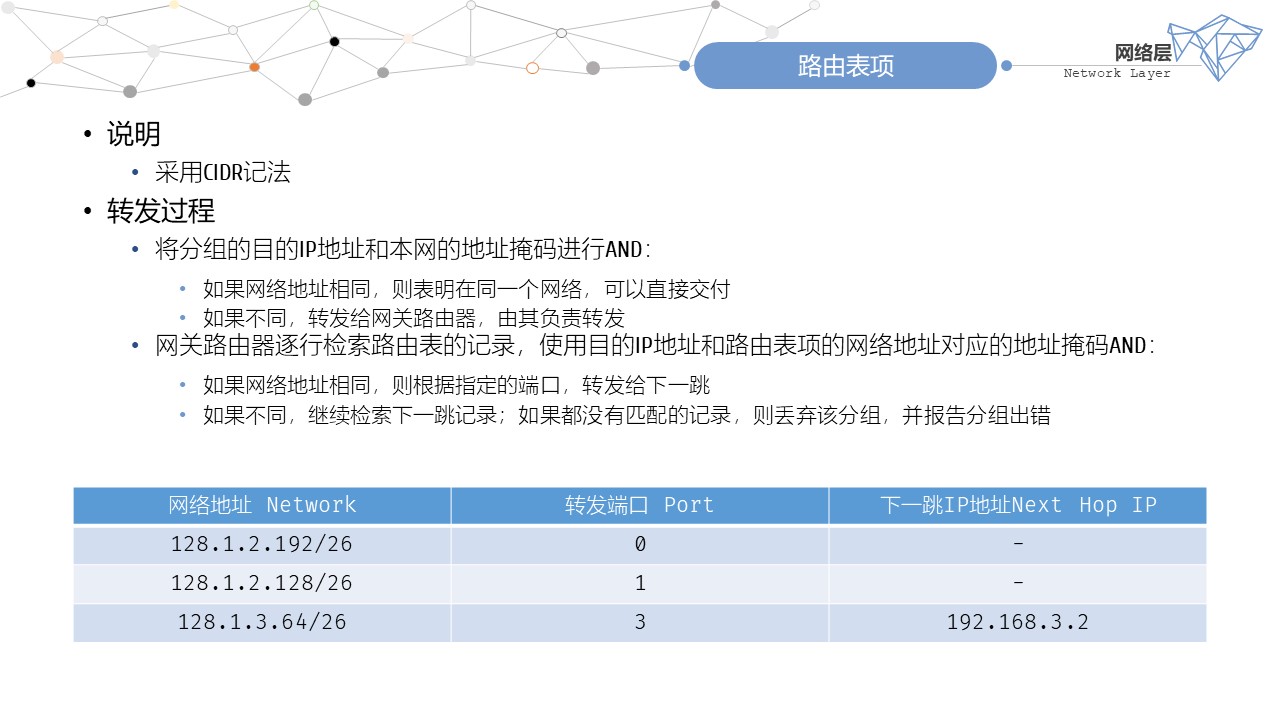 路由表项
网络层
Network Layer
• 说明
• 采用CIDR记法
• 转发过程
• 将分组的目的IP地址和本网的地址掩码进行AND：
• 如果网络地址相同，则表明在同一个网络，可以直接交付
• 如果不同，转发给网关路由器，由其负责转发
• 网关路由器逐行检索路由表的记录，使用目的IP地址和路由表项的网络地址对应的地址掩码AND：
• 如果网络地址相同，则根据指定的端口，转发给下一跳
• 如果不同，继续检索下一跳记录；如果都没有匹配的记录，则丢弃该分组，并报告分组出错
网络地址 Network 转发端口 Port 下一跳IP地址Next Hop IP
128.1.2.192/26 0 -
128.1.2.128/26 1 -
128.1.3.64/26 3 192.168.3.2